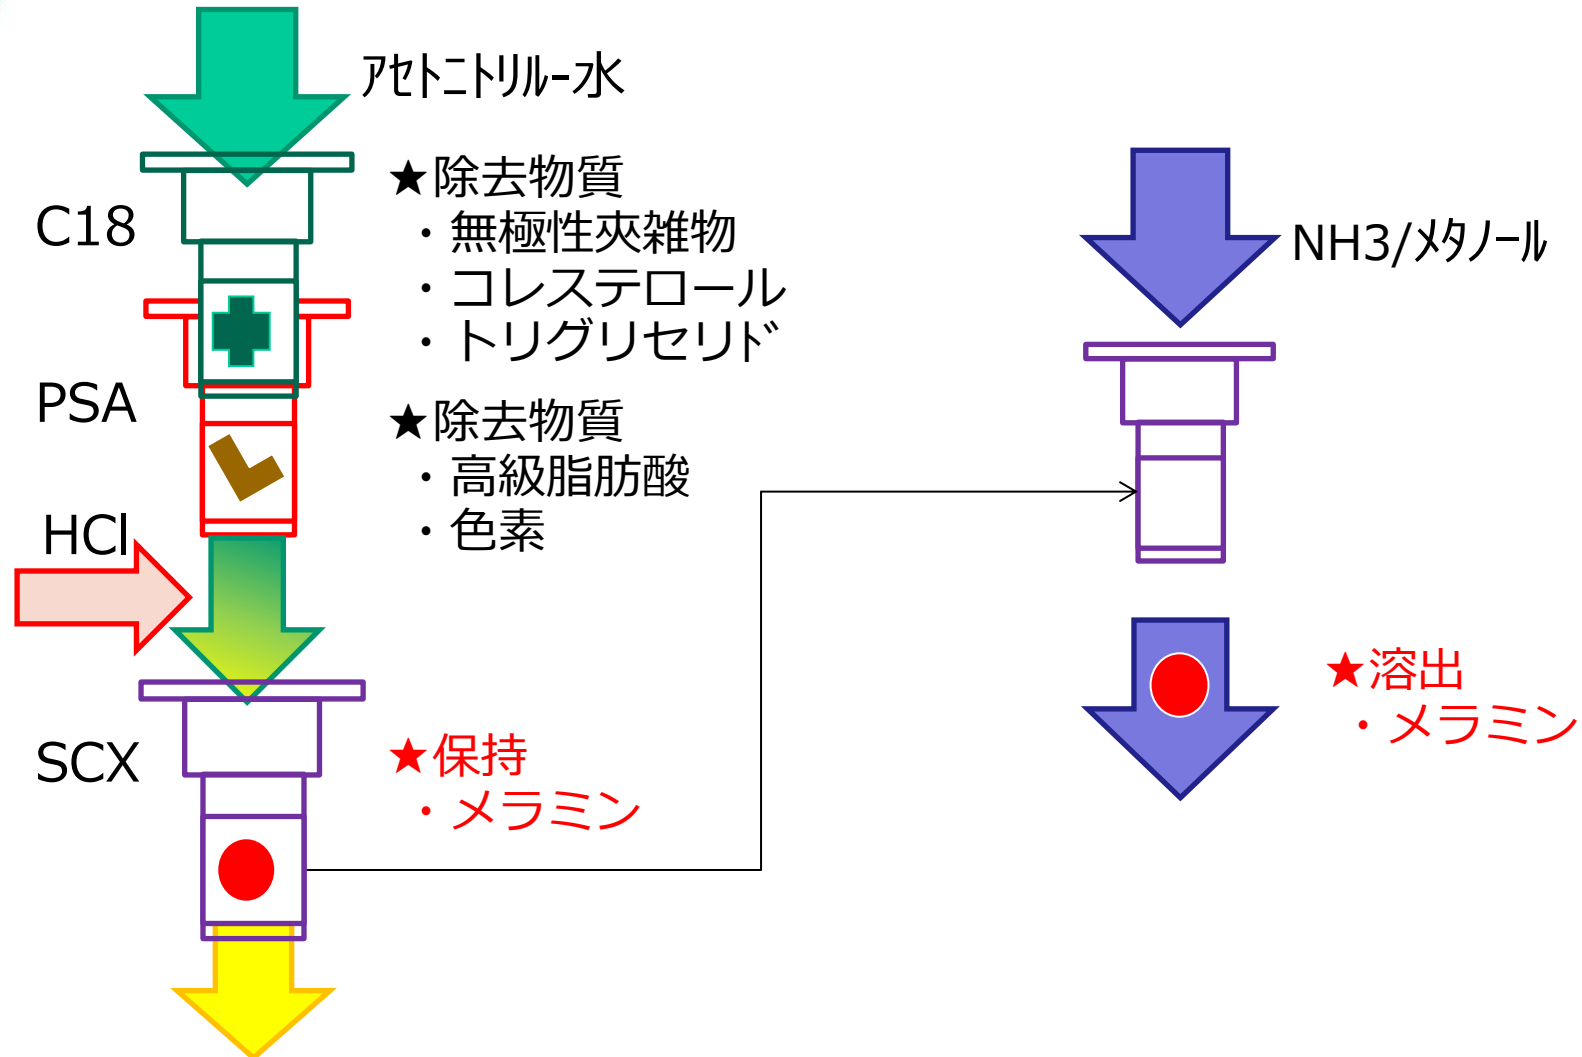 ｱｾﾄﾆﾄﾘﾙ-水
C18
★除去物質
・無極性夾雑物
・コレステロール
・トリグリセリﾄﾞ
PSA
★除去物質
・高級脂肪酸
・色素
HCl
SCX
★保持
・メラミン
NH3/ﾒﾀﾉｰﾙ
★溶出
・メラミン